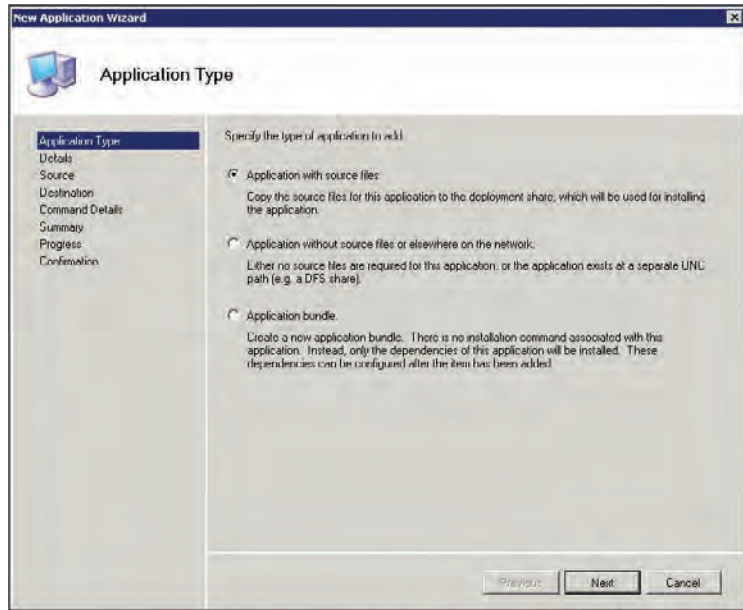 New Application Wizard
Application Type
Application Type
Details
Source
Destination
Command Details
Summary
Progress
Confirmation
Specify the type of application to add.
Application with source files
Copy the source files for this application to the deployment share, which will be used for installing
the application.
Application without source files or elsewhere on the network.
Either no source files are required for this application, or the application exists at a separate UNC
path (e.g. a DFS share).
Application bundle.
Create a new application bundle. There is no installation command associated with this
application. Instead, only the dependencies of this application will be installed. These
dependencies can be configured after the item has been added.
Previous
Next
Cancel